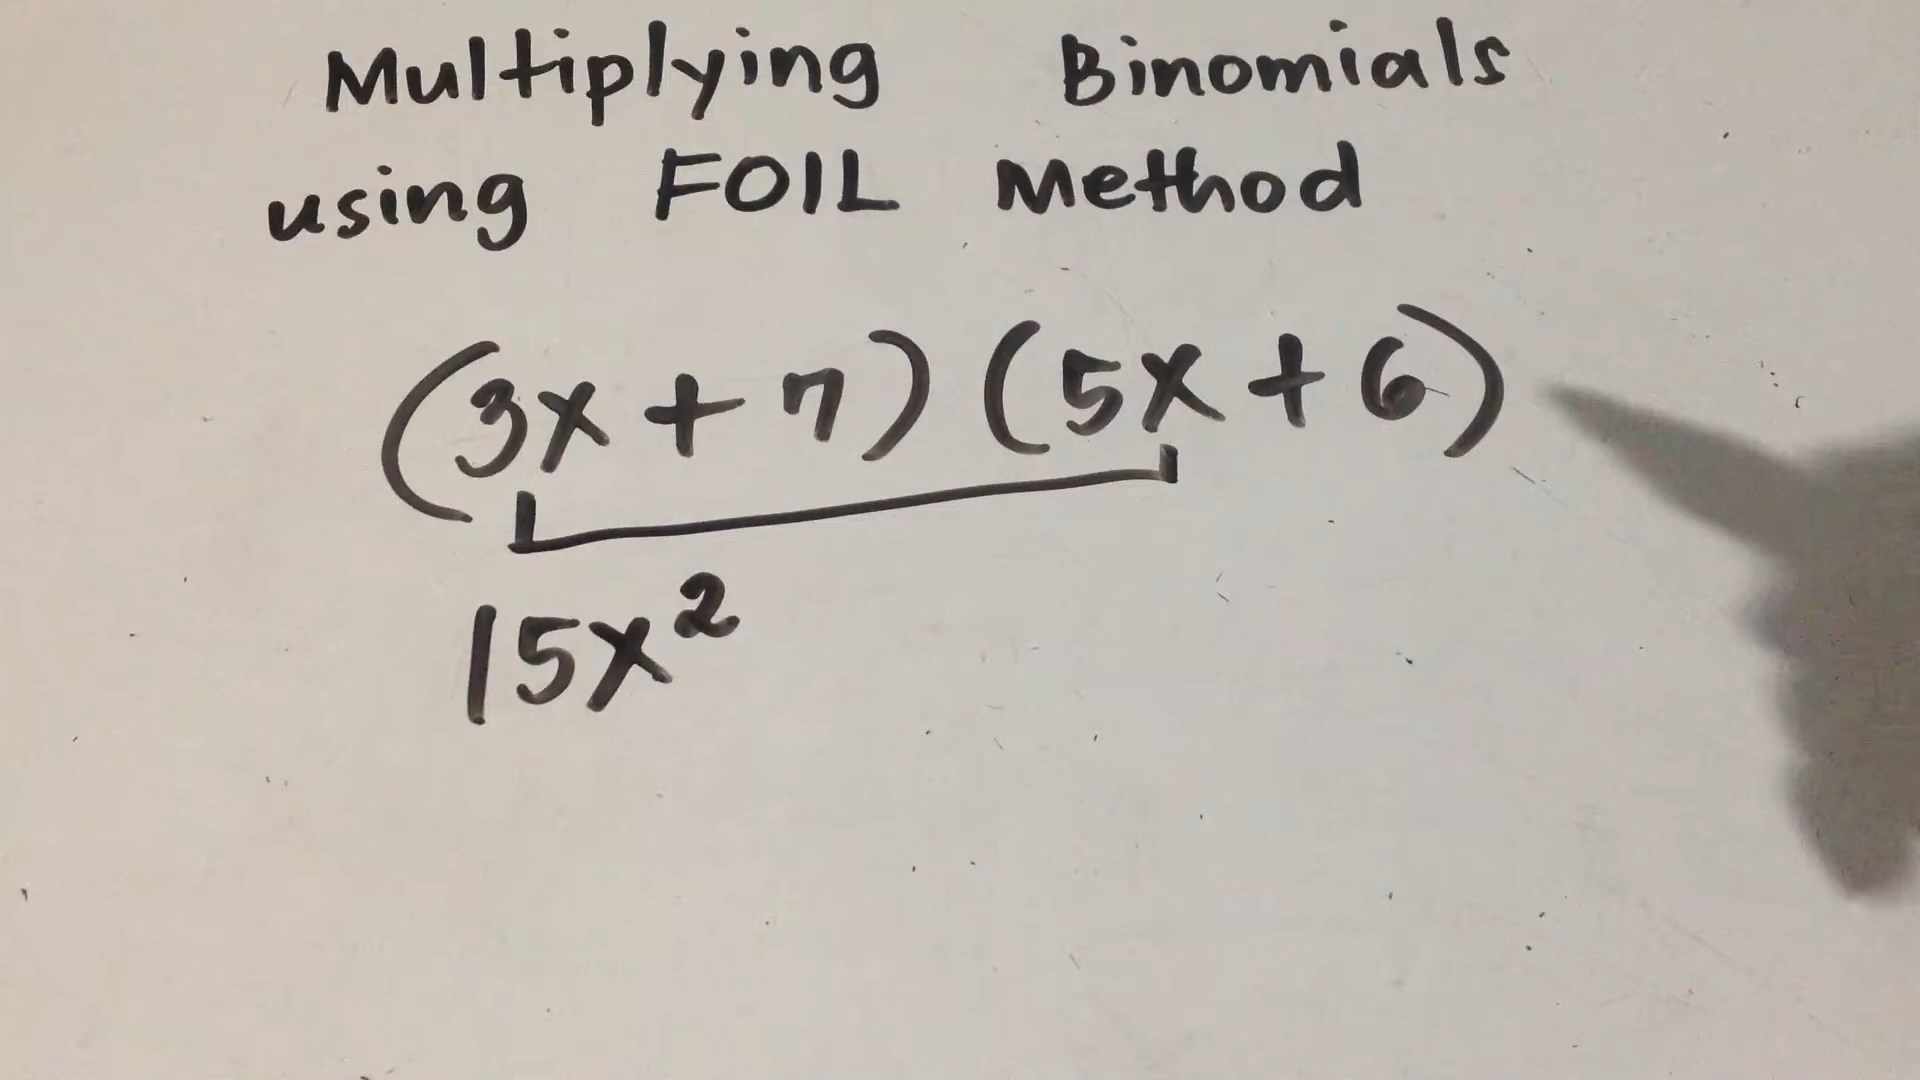 Multiplying Binomials
using FOIL Method
(3x + 7) (5x + 6)
15x²